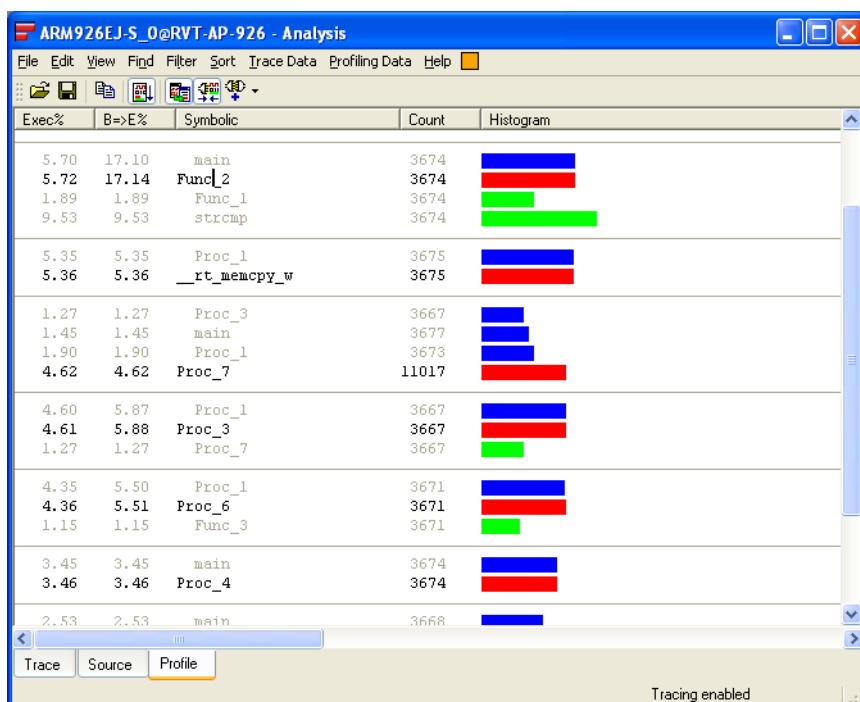 ARM926EJ-S_0@RVT-AP-926 - Analysis
File Edit View Find Filter Sort Trace Data Profiling Data Help
Exec% B=>E% Symbolic Count Histogram
5.70 17.10 main 3674
5.72 17.14 Func_2 3674
1.89 1.89 Func_1 3674
9.53 9.53 strcmp 3674
5.35 5.35 Proc_1 3675
5.36 5.36 __rt_memcpy_w 3675
1.27 1.27 Proc_3 3667
1.45 1.45 main 3677
1.90 1.90 Proc_1 3673
4.62 4.62 Proc_7 11017
4.60 5.87 Proc_1 3667
4.61 5.88 Proc_3 3667
1.27 1.27 Proc_7 3667
4.35 5.50 Proc_1 3671
4.36 5.51 Proc_6 3671
1.15 1.15 Func_3 3671
3.45 3.45 main 3674
3.46 3.46 Proc_4 3674
2.53 2.53 main 3668
Trace Source Profile
Tracing enabled